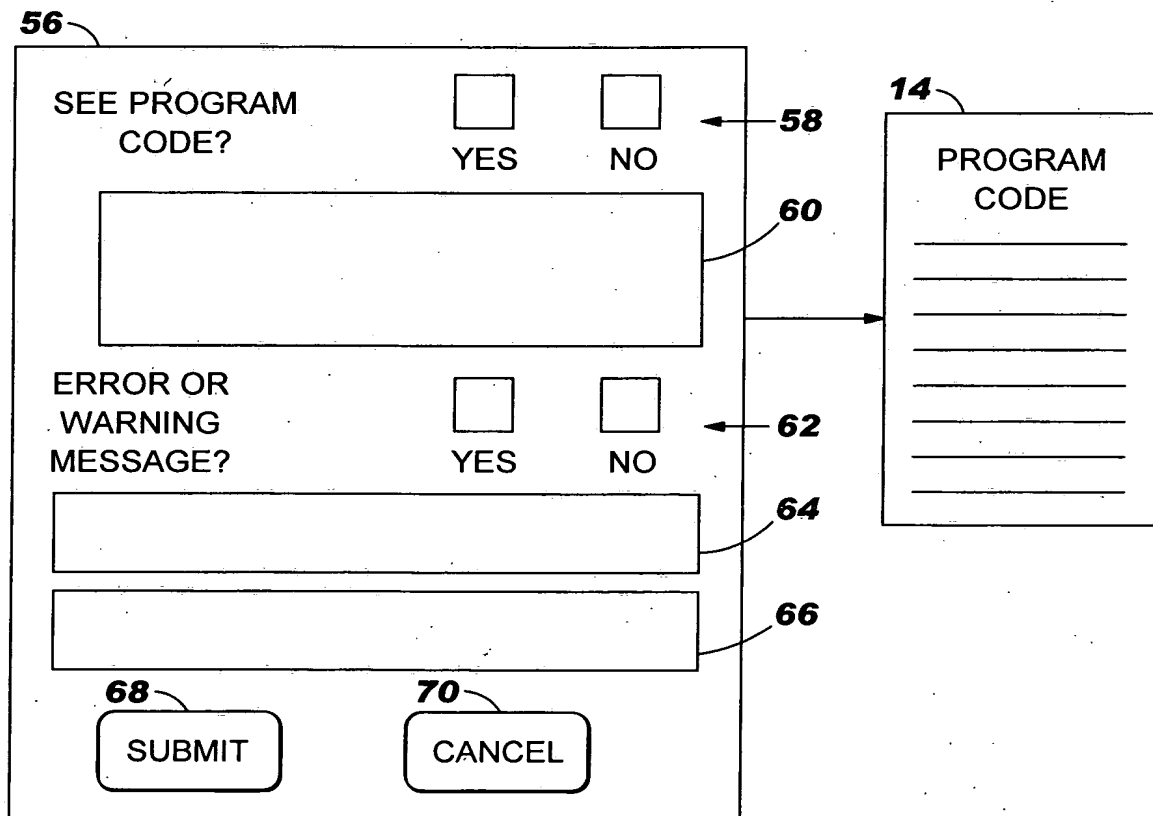 56
SEE PROGRAM
CODE?
YES
NO
58
60
ERROR OR
WARNING
MESSAGE?
YES
NO
62
64
66
68
SUBMIT
70
CANCEL
14
PROGRAM
CODE